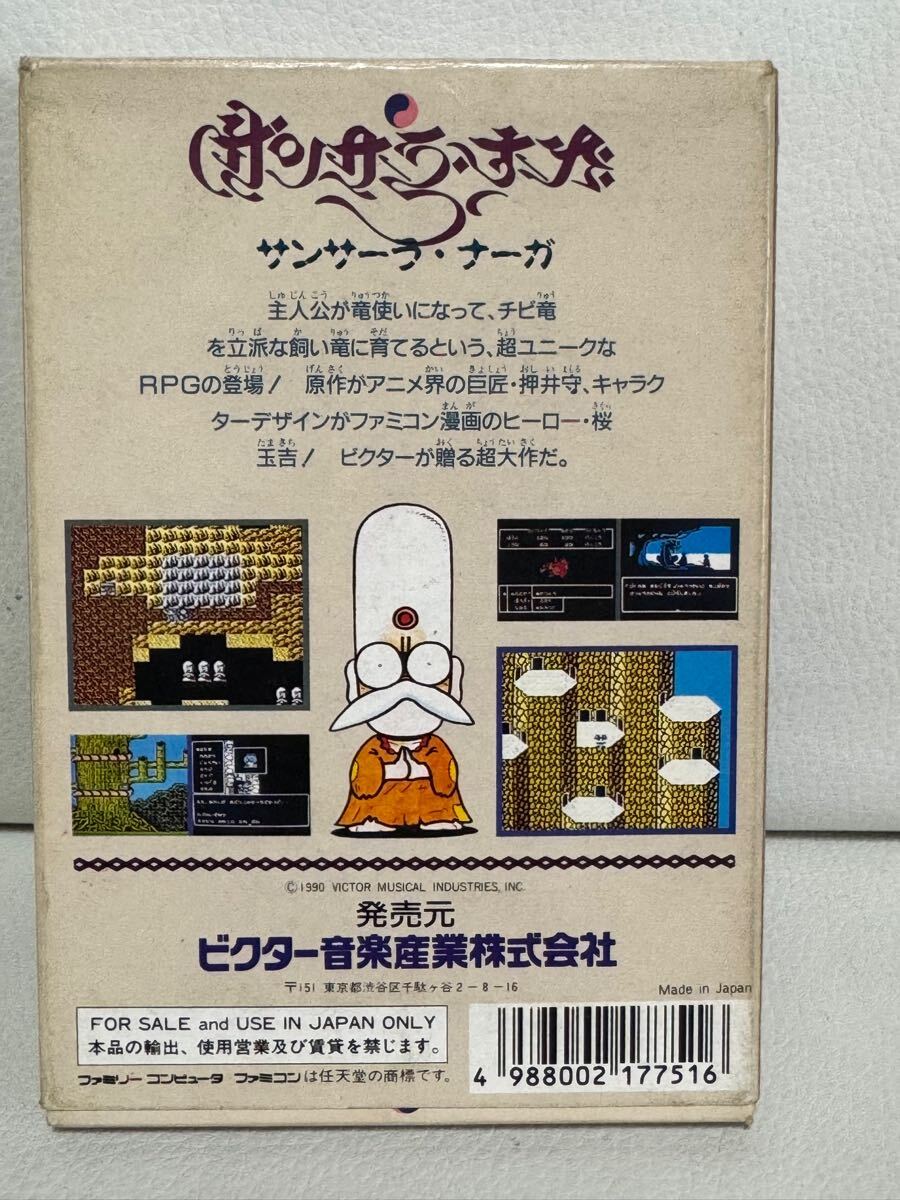 サンサーラ・ナーガ
サンサーラ・ナーガ
主人公が竜使いになって、チビ竜
を立派な飼い竜に育てるという、超ユニークな
RPGの登場! 原作がアニメ界の巨匠・押井守、キャラク
ターデザインがファミコン漫画のヒーロー・桜
玉吉! ビクターが贈る超大作だ。
©1990 VICTOR MUSICAL INDUSTRIES, INC.
発売元
ビクター音楽産業株式会社
〒151 東京都渋谷区千駄ヶ谷2-8-16
Made in Japan
FOR SALE and USE IN JAPAN ONLY
本品の輸出、使用営業及び賃貸を禁じます。
ファミリーコンピュータ ファミコンは任天堂の商標です。
4 988002 177516